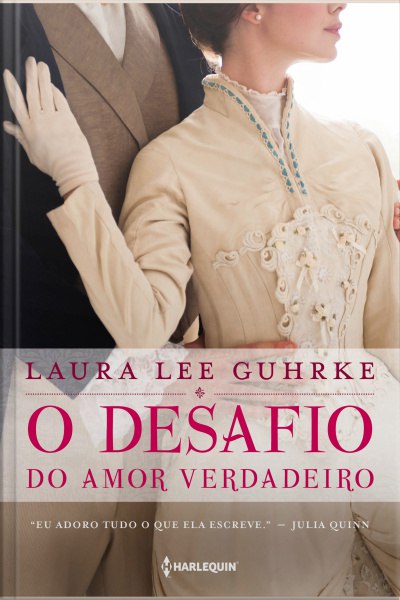 LAURA LEE GUHRKE
O DESAFIO
DO AMOR VERDADEIRO
“EU ADORO TUDO O QUE ELA ESCREVE.” — JULIA QUINN
HARLEQUIN